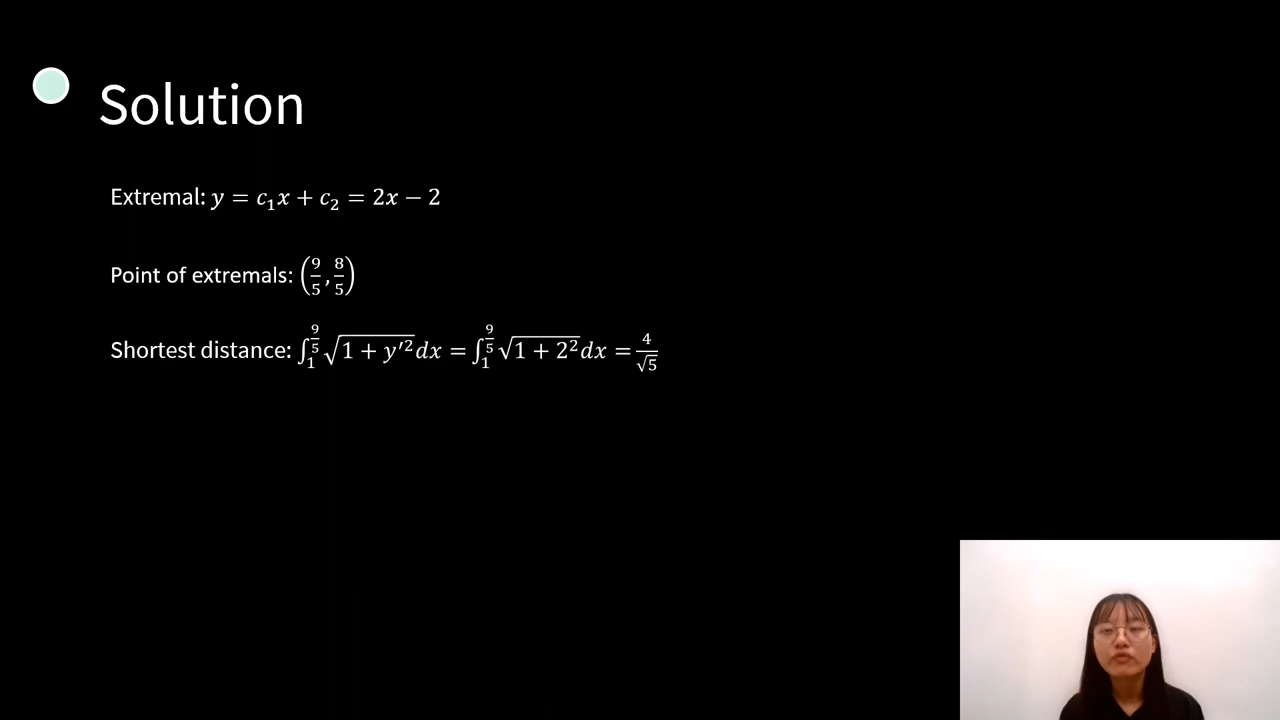 Solution
Extremal: y = c₁x + c₂ = 2x − 2
Point of extremals: (9/5, 8/5)
Shortest distance: ∫₁^(9/5) √(1 + y′²) dx = ∫₁^(9/5) √(1 + 2²) dx = 4/√5